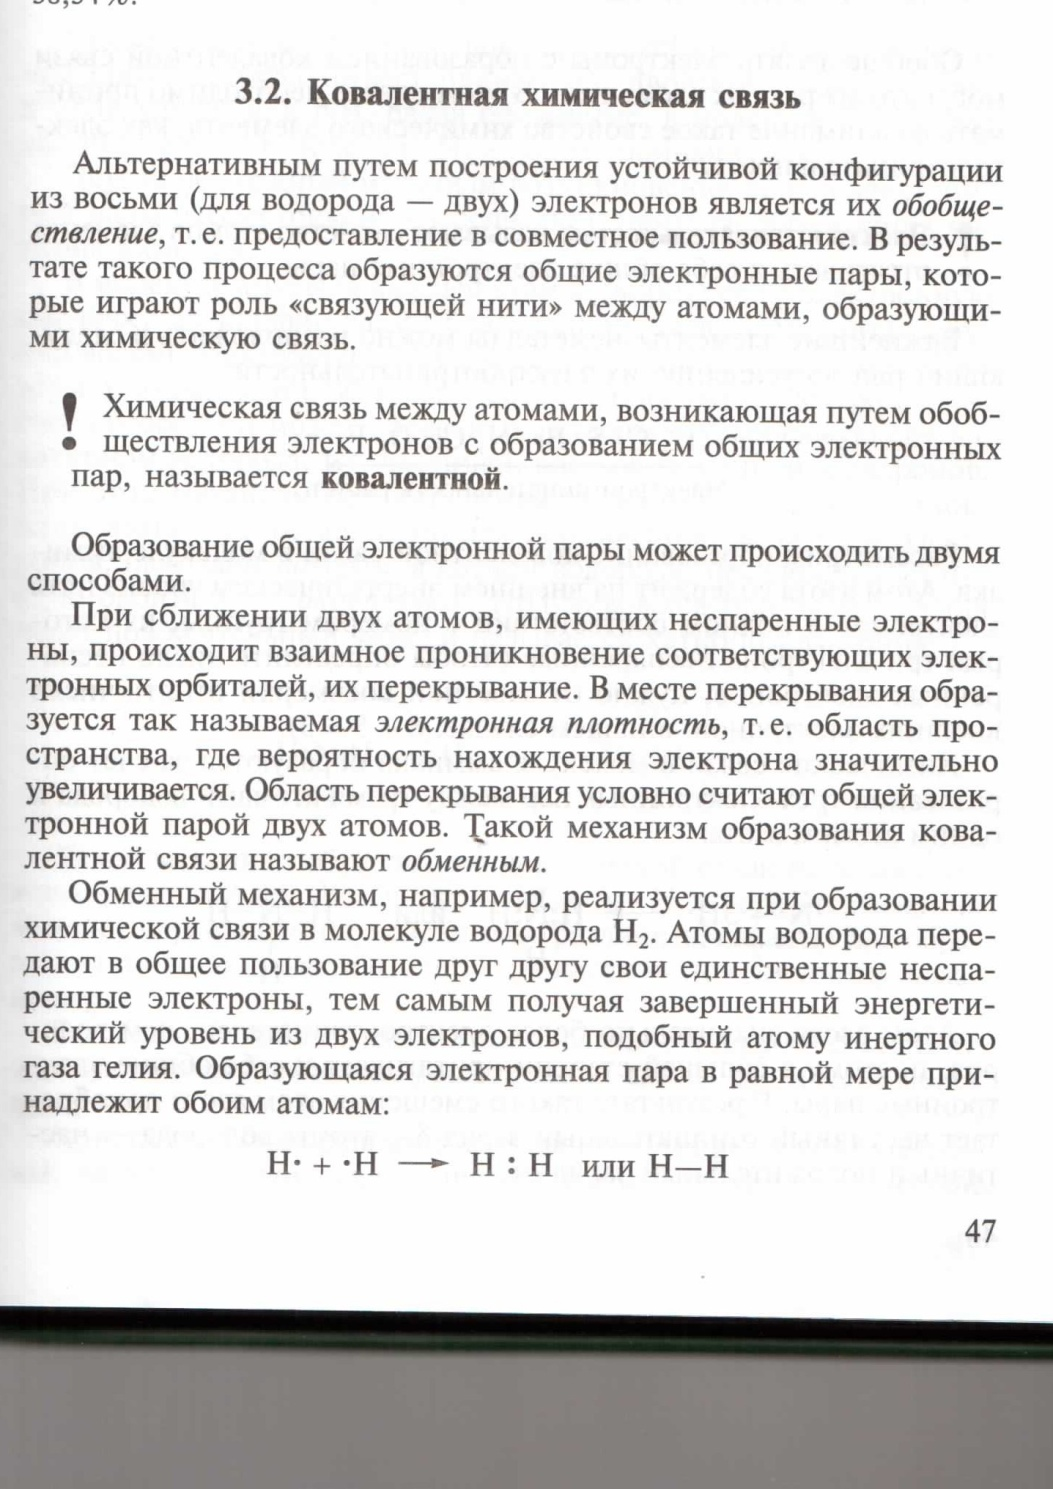 3.2. Ковалентная химическая связь
Альтернативным путем построения устойчивой конфигурации
из восьми (для водорода — двух) электронов является их обобще-
ствление, т. е. предоставление в совместное пользование. В резуль-
тате такого процесса образуются общие электронные пары, кото-
рые играют роль «связующей нити» между атомами, образующи-
ми химическую связь.
! Химическая связь между атомами, возникающая путем обоб-
ществления электронов с образованием общих электронных
пар, называется ковалентной.
Образование общей электронной пары может происходить двумя
способами.
При сближении двух атомов, имеющих неспаренные электро-
ны, происходит взаимное проникновение соответствующих элек-
тронных орбиталей, их перекрывание. В месте перекрывания обра-
зуется так называемая электронная плотность, т. е. область про-
странства, где вероятность нахождения электрона значительно
увеличивается. Область перекрывания условно считают общей элек-
тронной парой двух атомов. Такой механизм образования кова-
лентной связи называют обменным.
Обменный механизм, например, реализуется при образовании
химической связи в молекуле водорода H₂. Атомы водорода пере-
дают в общее пользование друг другу свои единственные неспа-
ренные электроны, тем самым получая завершенный энергети-
ческий уровень из двух электронов, подобный атому инертного
газа гелия. Образующаяся электронная пара в равной мере при-
надлежит обоим атомам:
H· + ·H → H : H или H—H
47